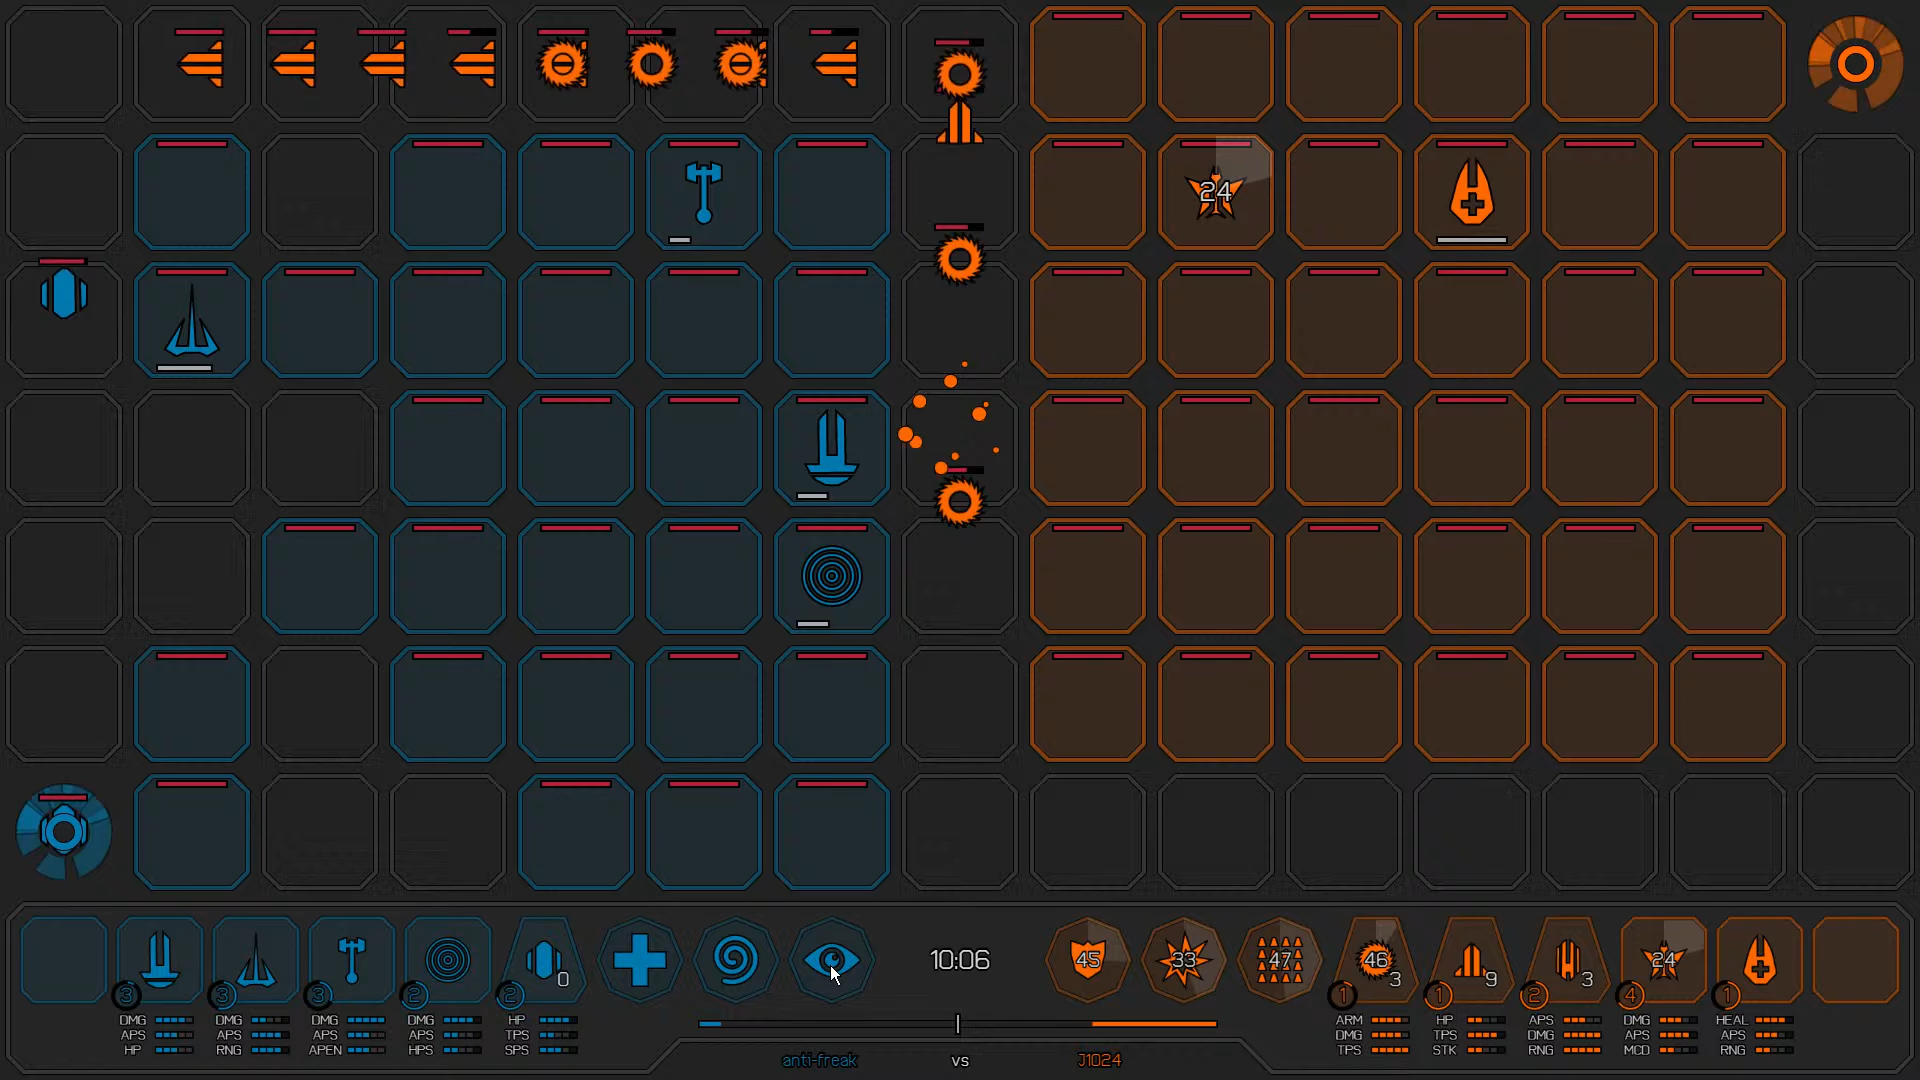 24
0
10:06
45
33
47
46
3
9
3
24
3
3
3
2
2
1
1
2
4
1
DMG
APS
HP
DMG
APS
RNG
DMG
APS
APEN
DMG
APS
HPS
HP
TPS
SPS
ARM
DMG
TPS
HP
TPS
STK
APS
DMG
RNG
DMG
APS
MCD
HEAL
APS
RNG
anti-freak vs J1024